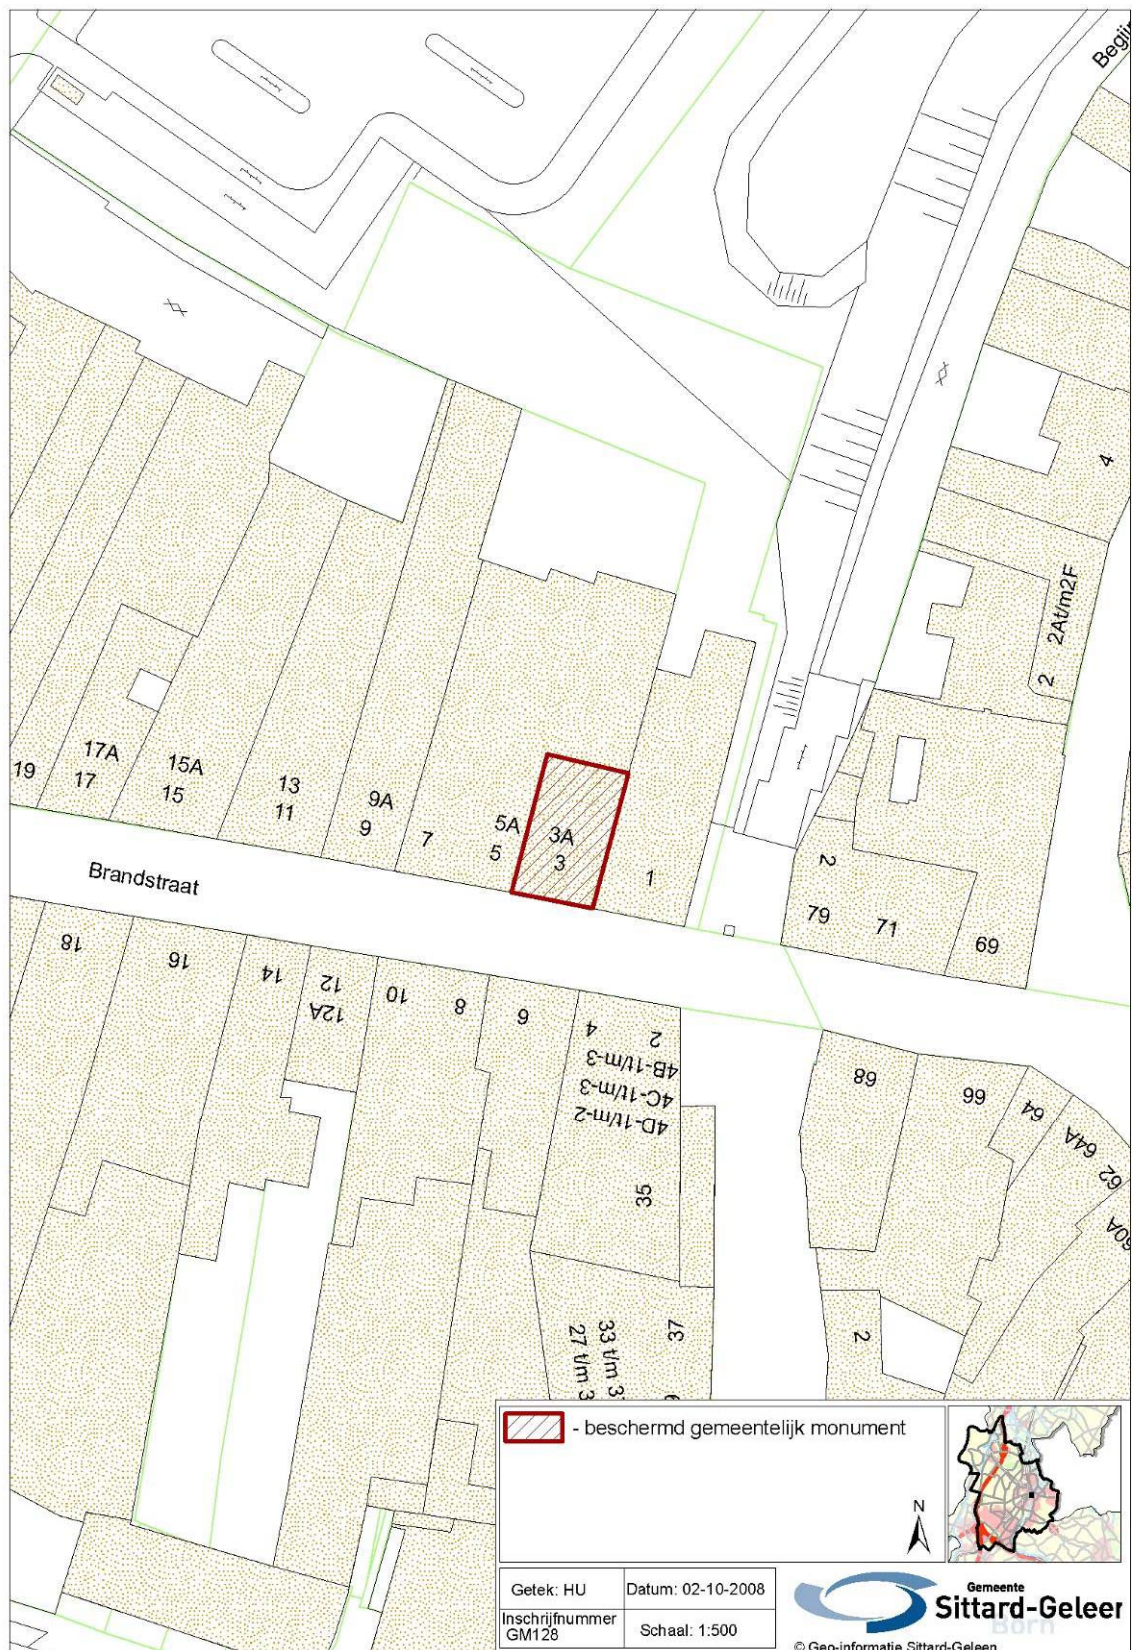 4
2At/m2F
2
19
17A
17
15A
15
13
11
9A
9
7
5A
5
3A
3
1
2
79
71
69
Brandstraat
18
16
14
12
12A
10
8
6
4
2
4B-1t/m-3
4C-1t/m-3
4D-1t/m-2
35
68
66
64
64A
62
60A
37
33 t/m 3
27 t/m 3
2
- beschermd gemeentelijk monument
N
Getek: HU
Datum: 02-10-2008
Inschrijfnummer
GM128
Schaal: 1:500
Gemeente
Sittard-Geleen
Born
© Geo-informatie Sittard-Geleen